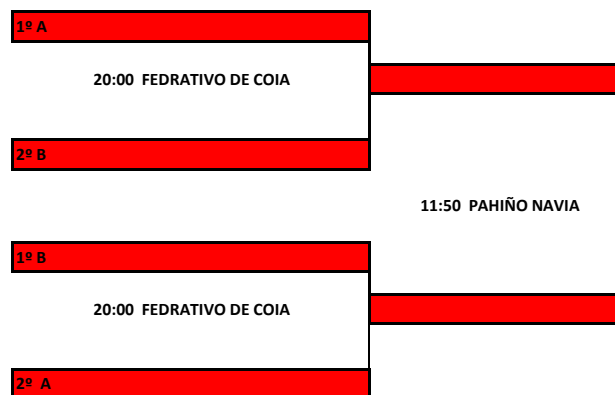 1º A
20:00 FEDRATIVO DE COIA
2º B
11:50 PAHIÑO NAVIA
1º B
20:00 FEDRATIVO DE COIA
2º A